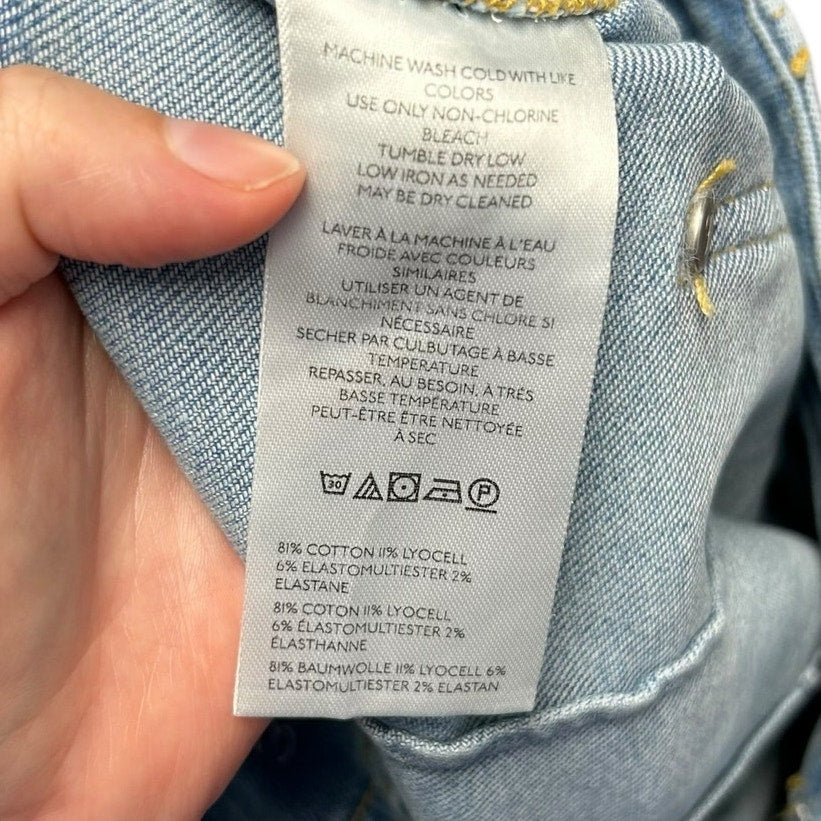 MACHINE WASH COLD WITH LIKE
COLORS
USE ONLY NON-CHLORINE
BLEACH
TUMBLE DRY LOW
LOW IRON AS NEEDED
MAY BE DRY CLEANED
LAVER À LA MACHINE À L'EAU
FROIDE AVEC COULEURS
SIMILAIRES
UTILISER UN AGENT DE
BLANCHIMENT SANS CHLORE SI
NÉCESSAIRE
SECHER PAR CULBUTAGE À BASSE
TEMPERATURE
REPASSER, AU BESOIN, À TRÉS
BASSE TEMPÉRATURE
PEUT-ÊTRE ÊTRE NETTOYÉE
À SEC
30 P
81% COTTON 11% LYOCELL
6% ELASTOMULTIESTER 2%
ELASTANE
81% COTON 11% LYOCELL
6% ÉLASTOMULTIESTER 2%
ÉLASTHANNE
81% BAUMWOLLE 11% LYOCELL 6%
ELASTOMULTIESTER 2% ELASTAN